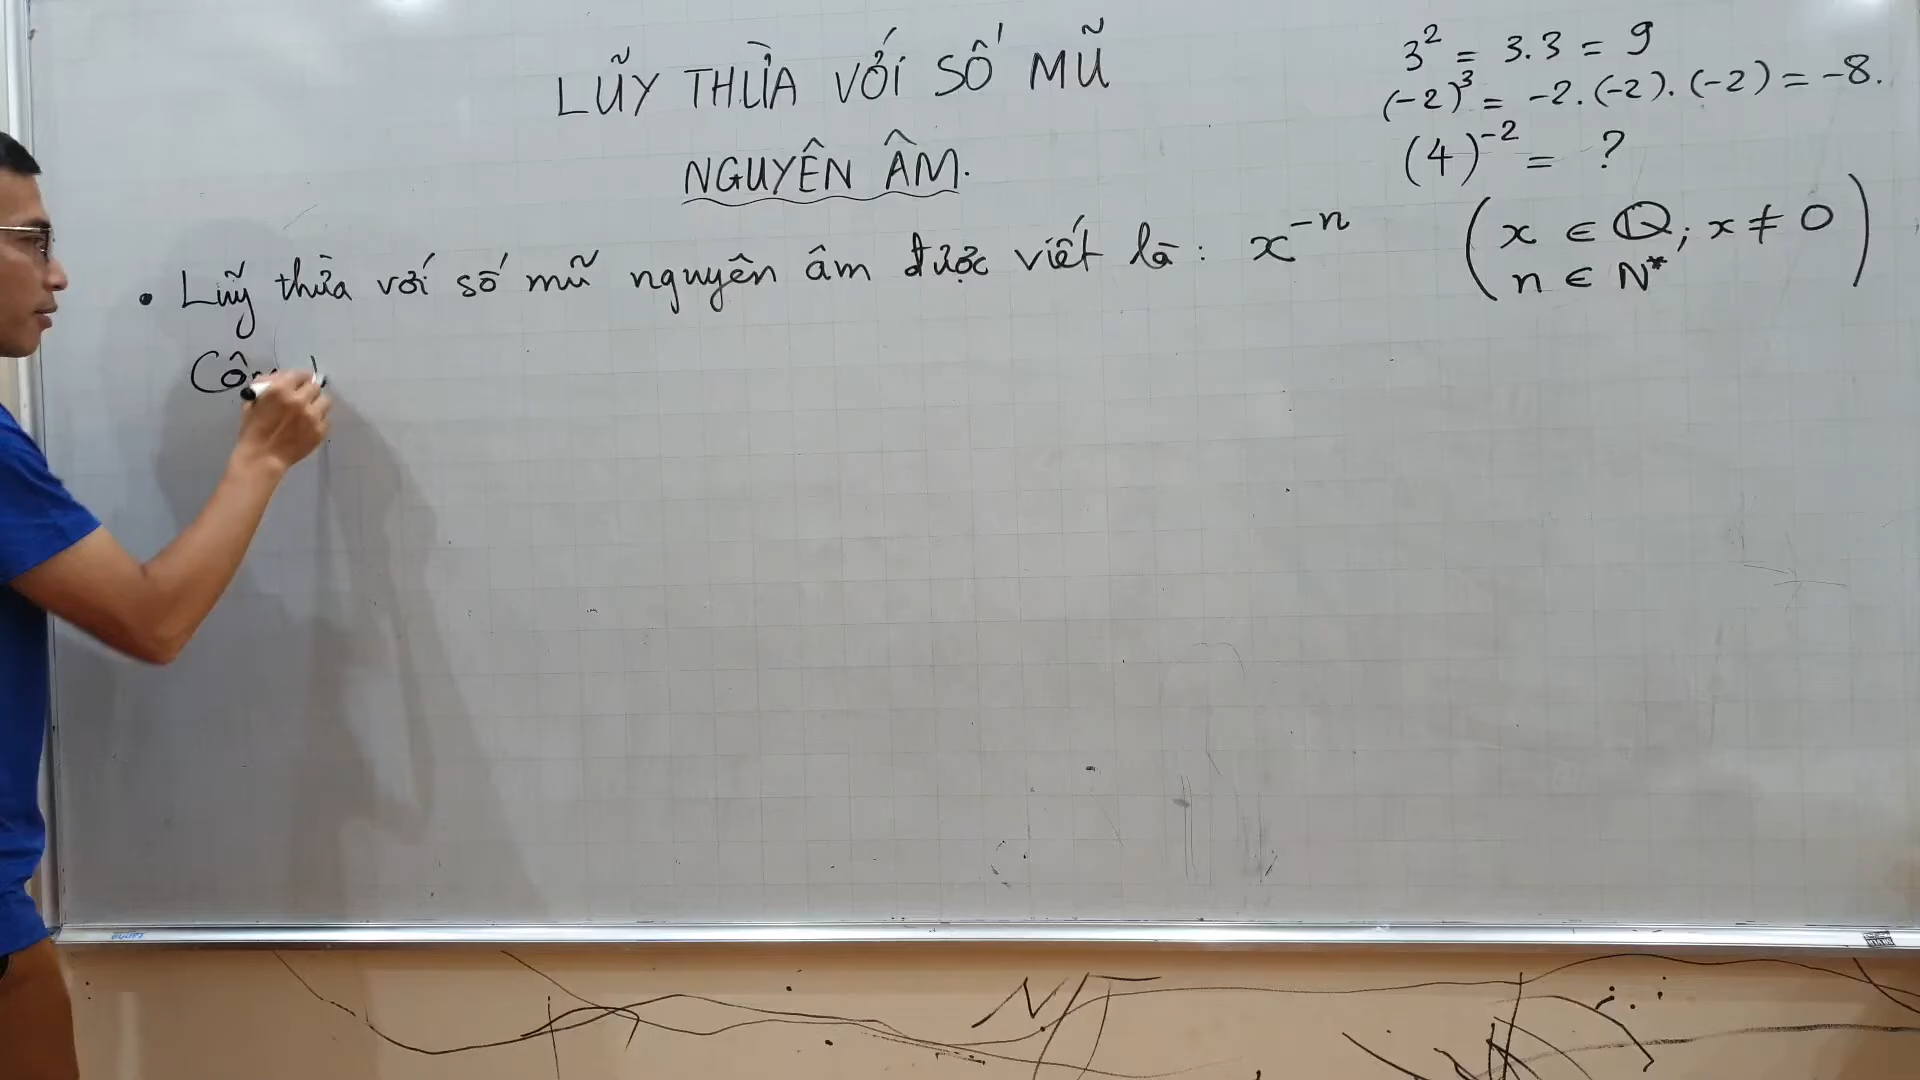 LŨY THỪA VỚI SỐ MŨ
NGUYÊN ÂM.
3² = 3.3 = 9
(-2)³ = -2.(-2).(-2) = -8.
(4)⁻² = ?
• Lũy thừa với số mũ nguyên âm được viết là: x⁻ⁿ
(x ∈ Q; x ≠ 0
n ∈ N*)
Côn